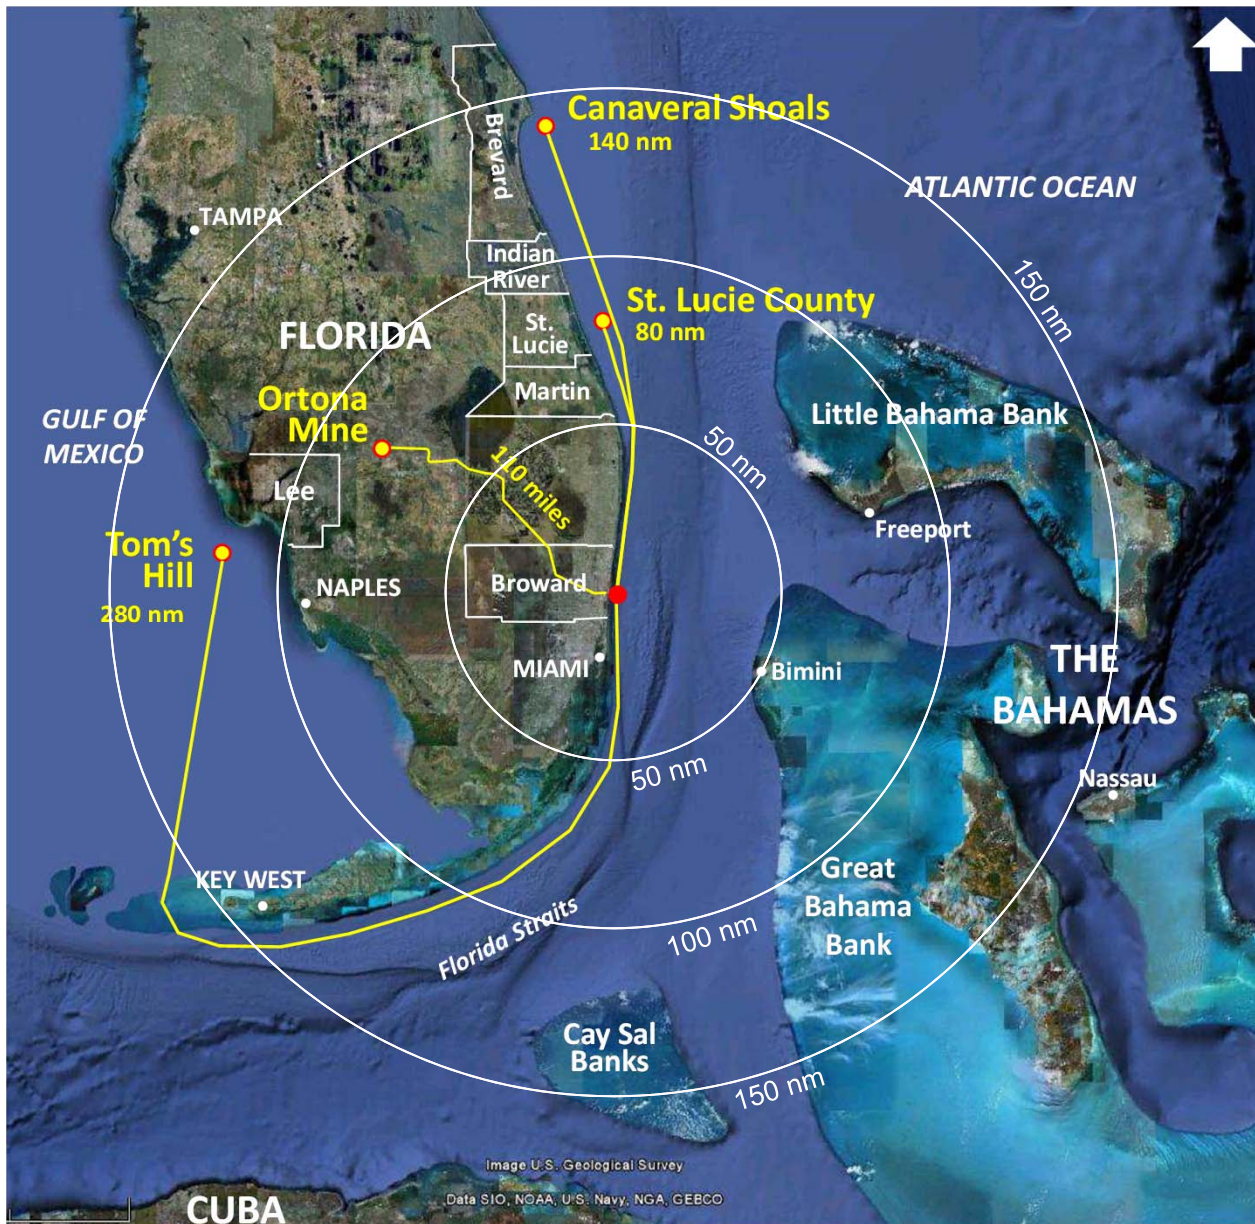 Canaveral Shoals
140 nm
Brevard
ATLANTIC OCEAN
TAMPA
Indian
River
150 nm
St. Lucie County
80 nm
St.
Lucie
FLORIDA
Martin
Ortona
Mine
GULF OF
MEXICO
Little Bahama Bank
50 nm
110 miles
Lee
Freeport
Tom's
Hill
280 nm
NAPLES
Broward
MIAMI
Bimini
THE
BAHAMAS
50 nm
Nassau
KEY WEST
Great
Bahama
Bank
Florida Straits
100 nm
Cay Sal
Banks
150 nm
Image U.S. Geological Survey
Data SIO, NOAA, U.S. Navy, NGA, GEBCO
CUBA